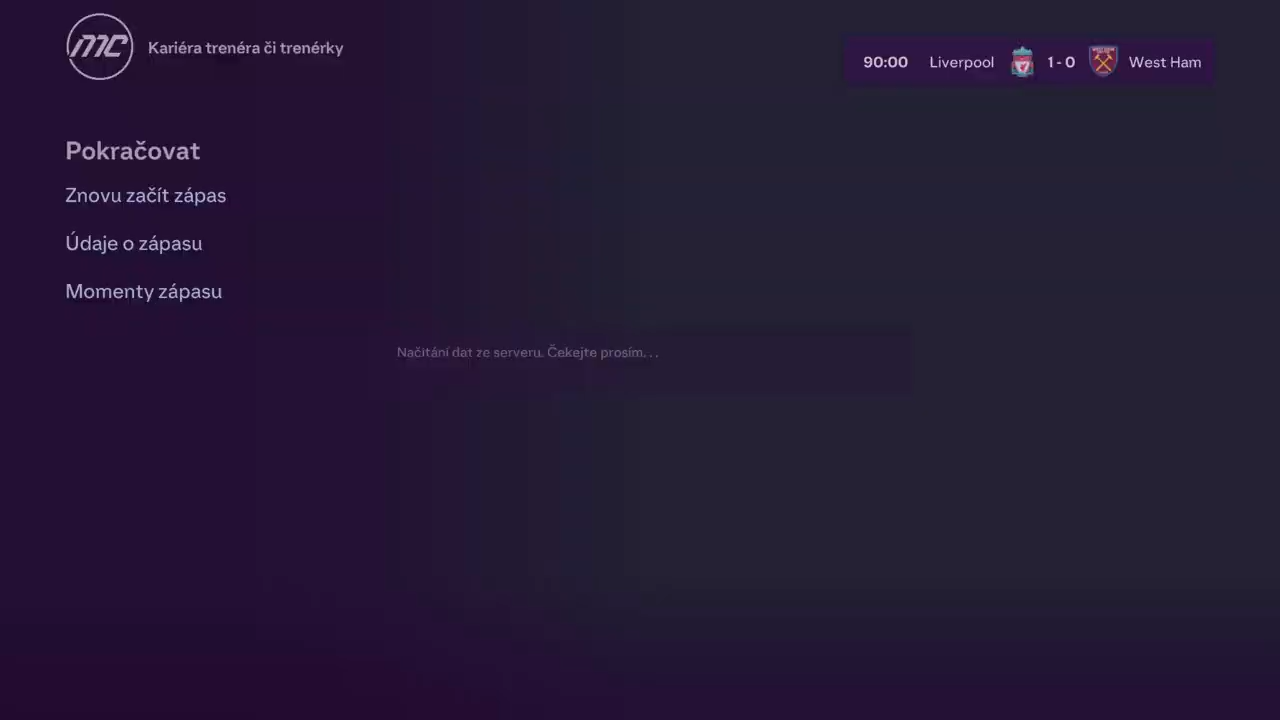 MC
Kariéra trenéra či trenérky
90:00 Liverpool 1 - 0 West Ham
Pokračovat
Znovu začít zápas
Údaje o zápasu
Momenty zápasu
Načítání dat ze serveru. Čekejte prosím...